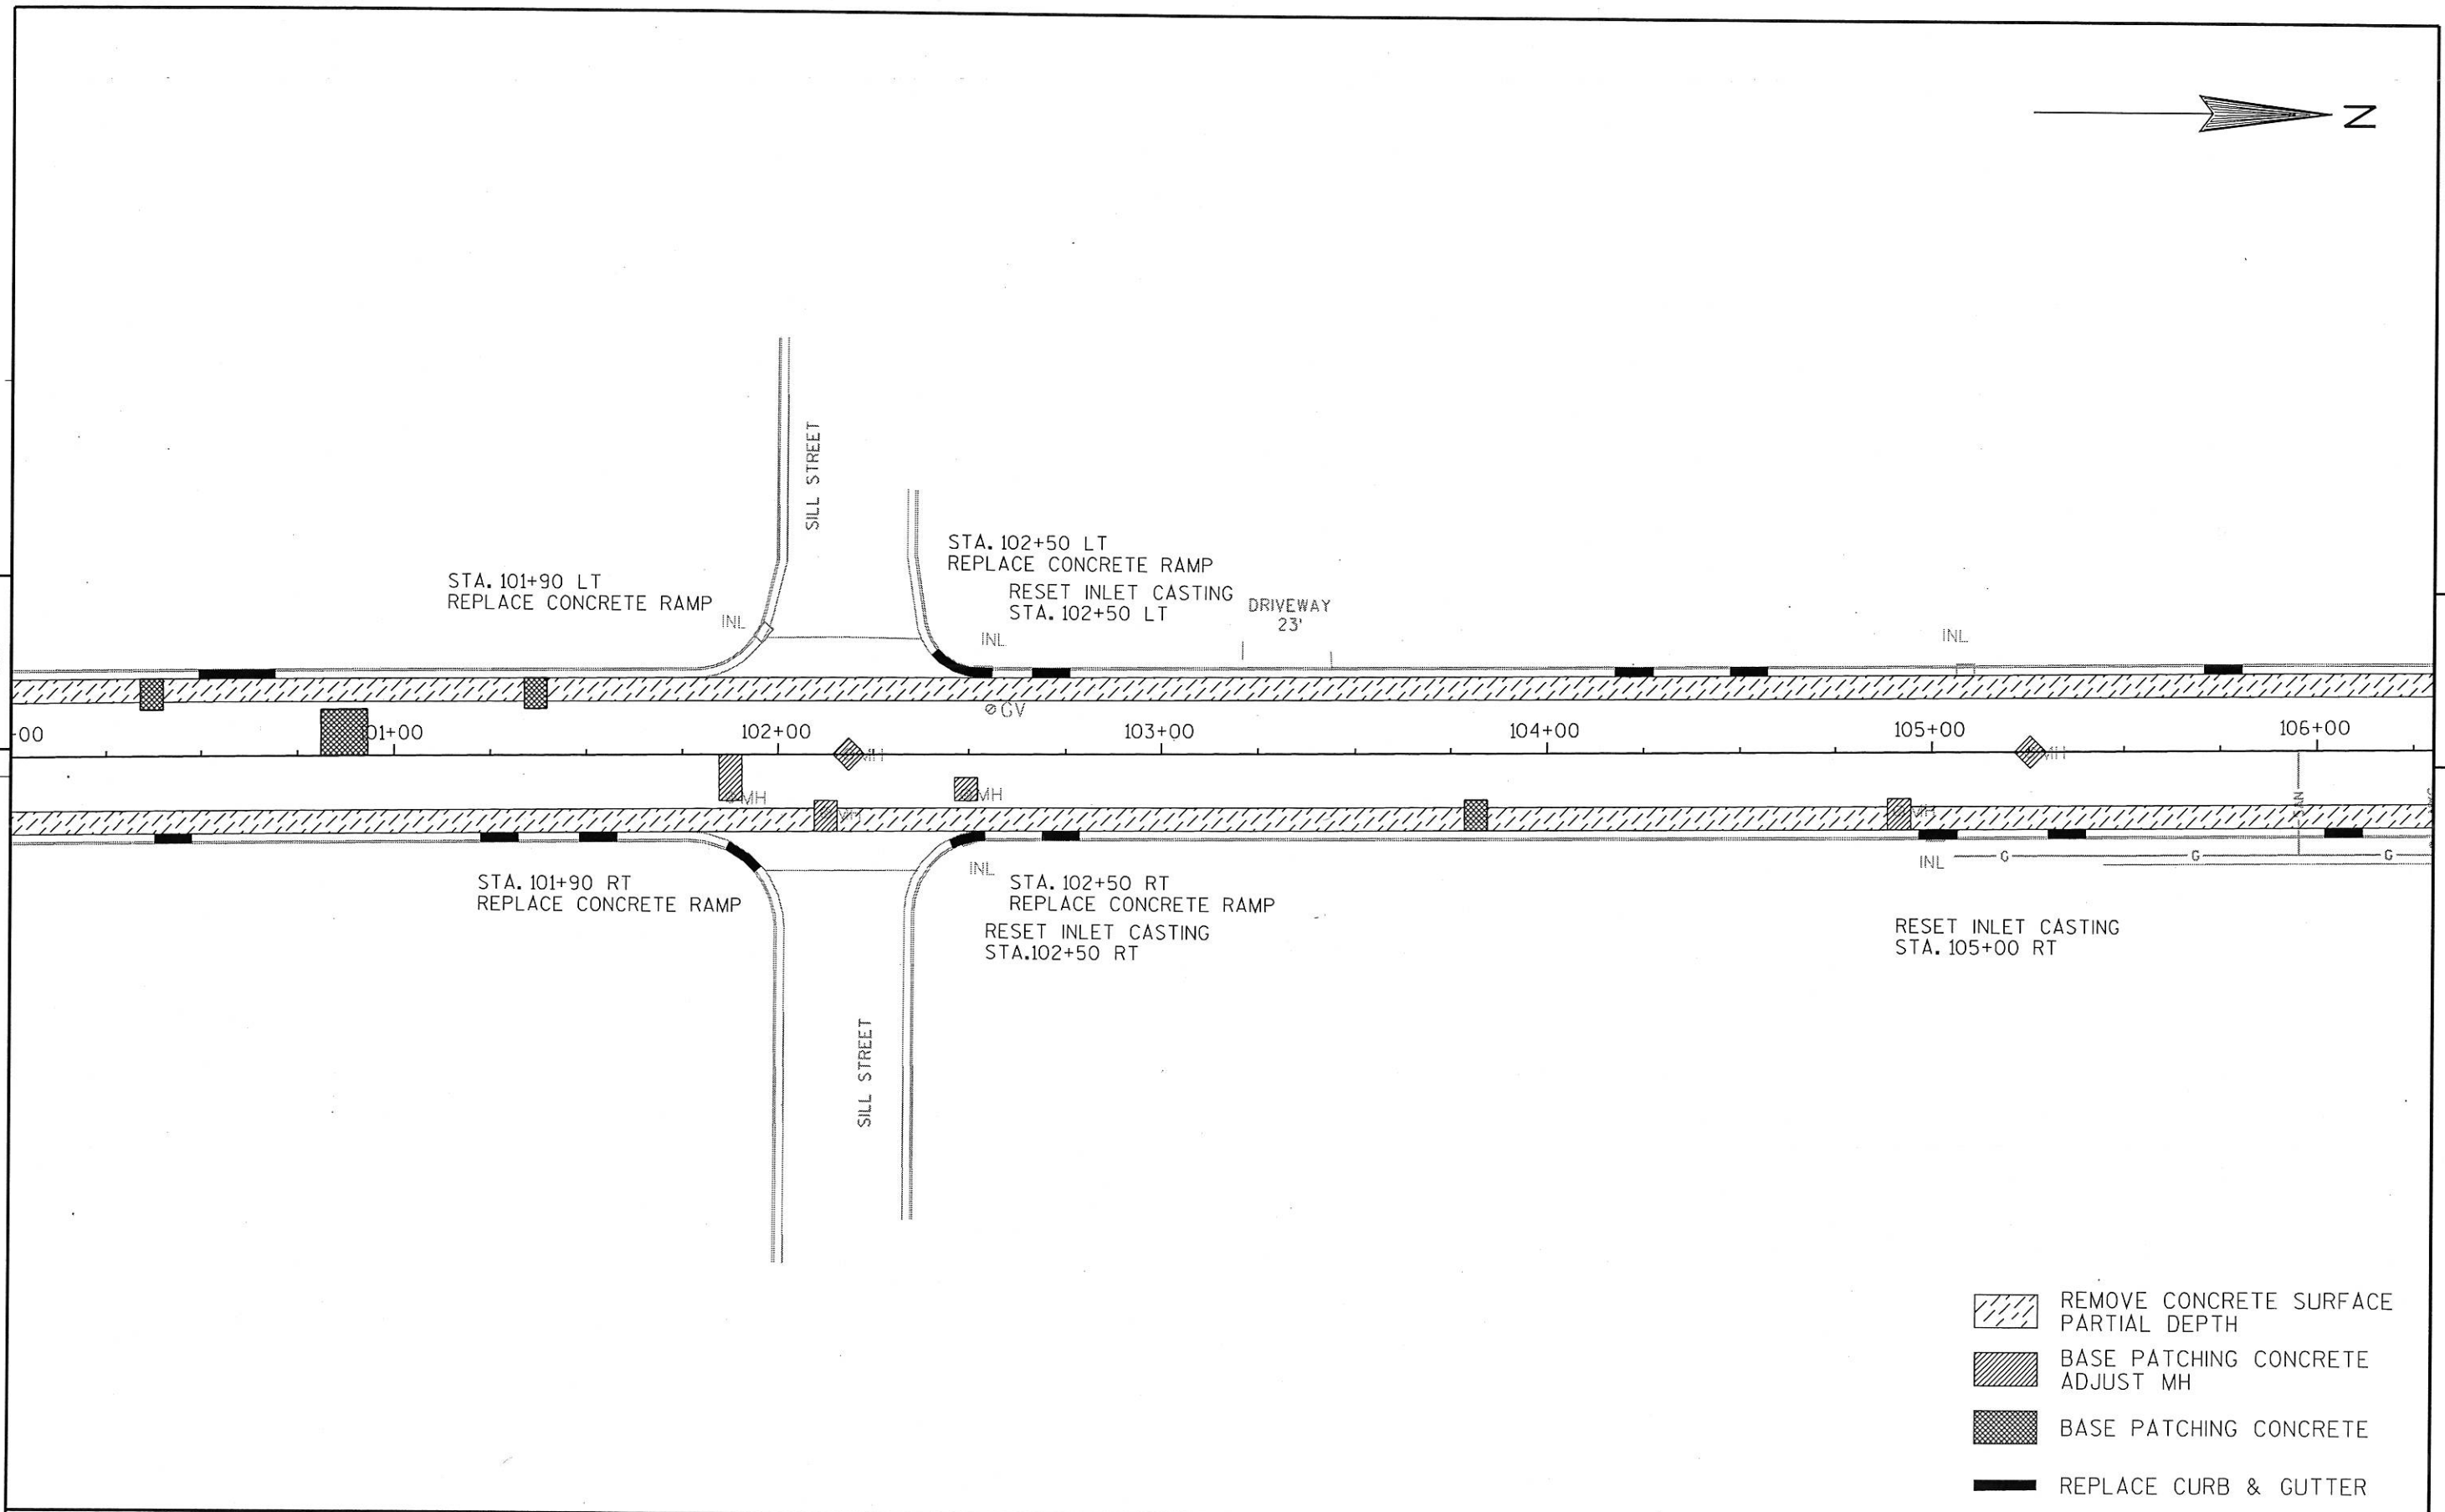 N
SILL STREET
STA. 102+50 LT
REPLACE CONCRETE RAMP
RESET INLET CASTING
STA. 102+50 LT
STA. 101+90 LT
REPLACE CONCRETE RAMP
DRIVEWAY
23'
INL
INL
INL
GV
00
01+00
102+00
103+00
104+00
105+00
106+00
MH
MH
MH
MH
MH
MH
SAN
INL
INL
G
G
G
STA. 101+90 RT
REPLACE CONCRETE RAMP
STA. 102+50 RT
REPLACE CONCRETE RAMP
RESET INLET CASTING
STA.102+50 RT
RESET INLET CASTING
STA. 105+00 RT
SILL STREET
REMOVE CONCRETE SURFACE
PARTIAL DEPTH
BASE PATCHING CONCRETE
ADJUST MH
BASE PATCHING CONCRETE
REPLACE CURB & GUTTER